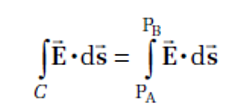 ∫_C E⃗·ds⃗ = ∫_{P_A}^{P_B} E⃗·ds⃗